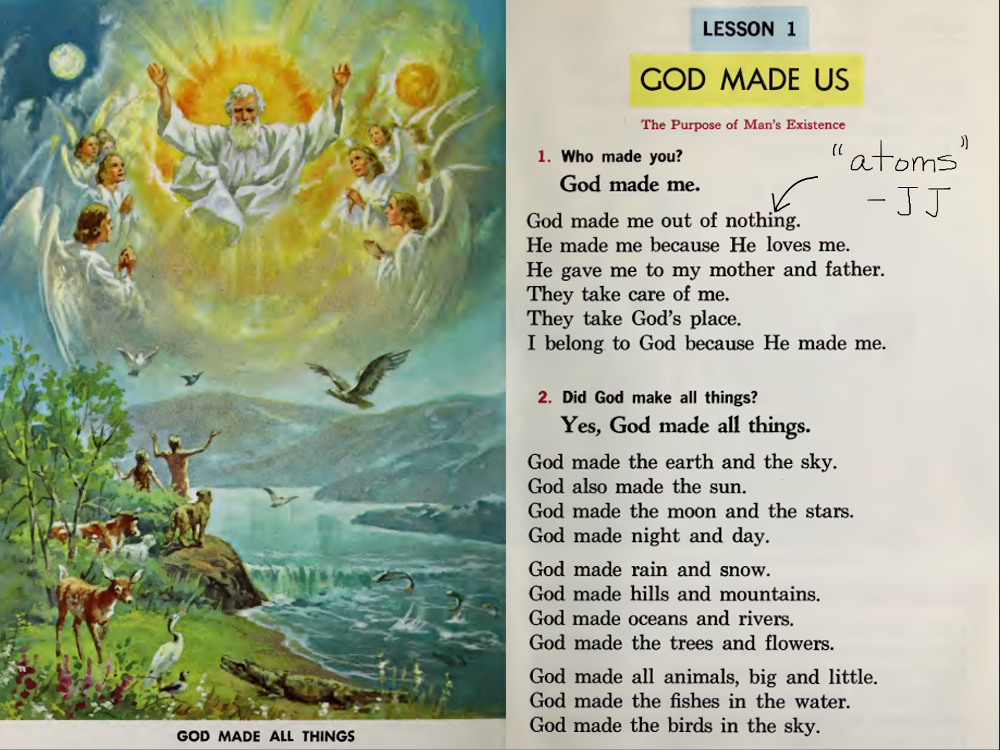 GOD MADE ALL THINGS
LESSON 1
GOD MADE US
The Purpose of Man's Existence
1. Who made you?
God made me.
"atoms"
- JJ
God made me out of nothing.
He made me because He loves me.
He gave me to my mother and father.
They take care of me.
They take God's place.
I belong to God because He made me.
2. Did God make all things?
Yes, God made all things.
God made the earth and the sky.
God also made the sun.
God made the moon and the stars.
God made night and day.
God made rain and snow.
God made hills and mountains.
God made oceans and rivers.
God made the trees and flowers.
God made all animals, big and little.
God made the fishes in the water.
God made the birds in the sky.